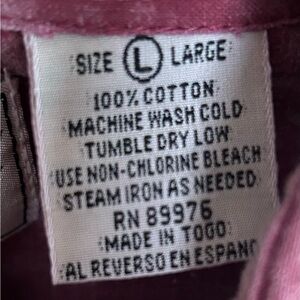 SIZE L LARGE
100% COTTON
MACHINE WASH COLD
TUMBLE DRY LOW
USE NON-CHLORINE BLEACH
STEAM IRON AS NEEDED
RN 89976
MADE IN TOGO
AL REVERSO EN ESPANO